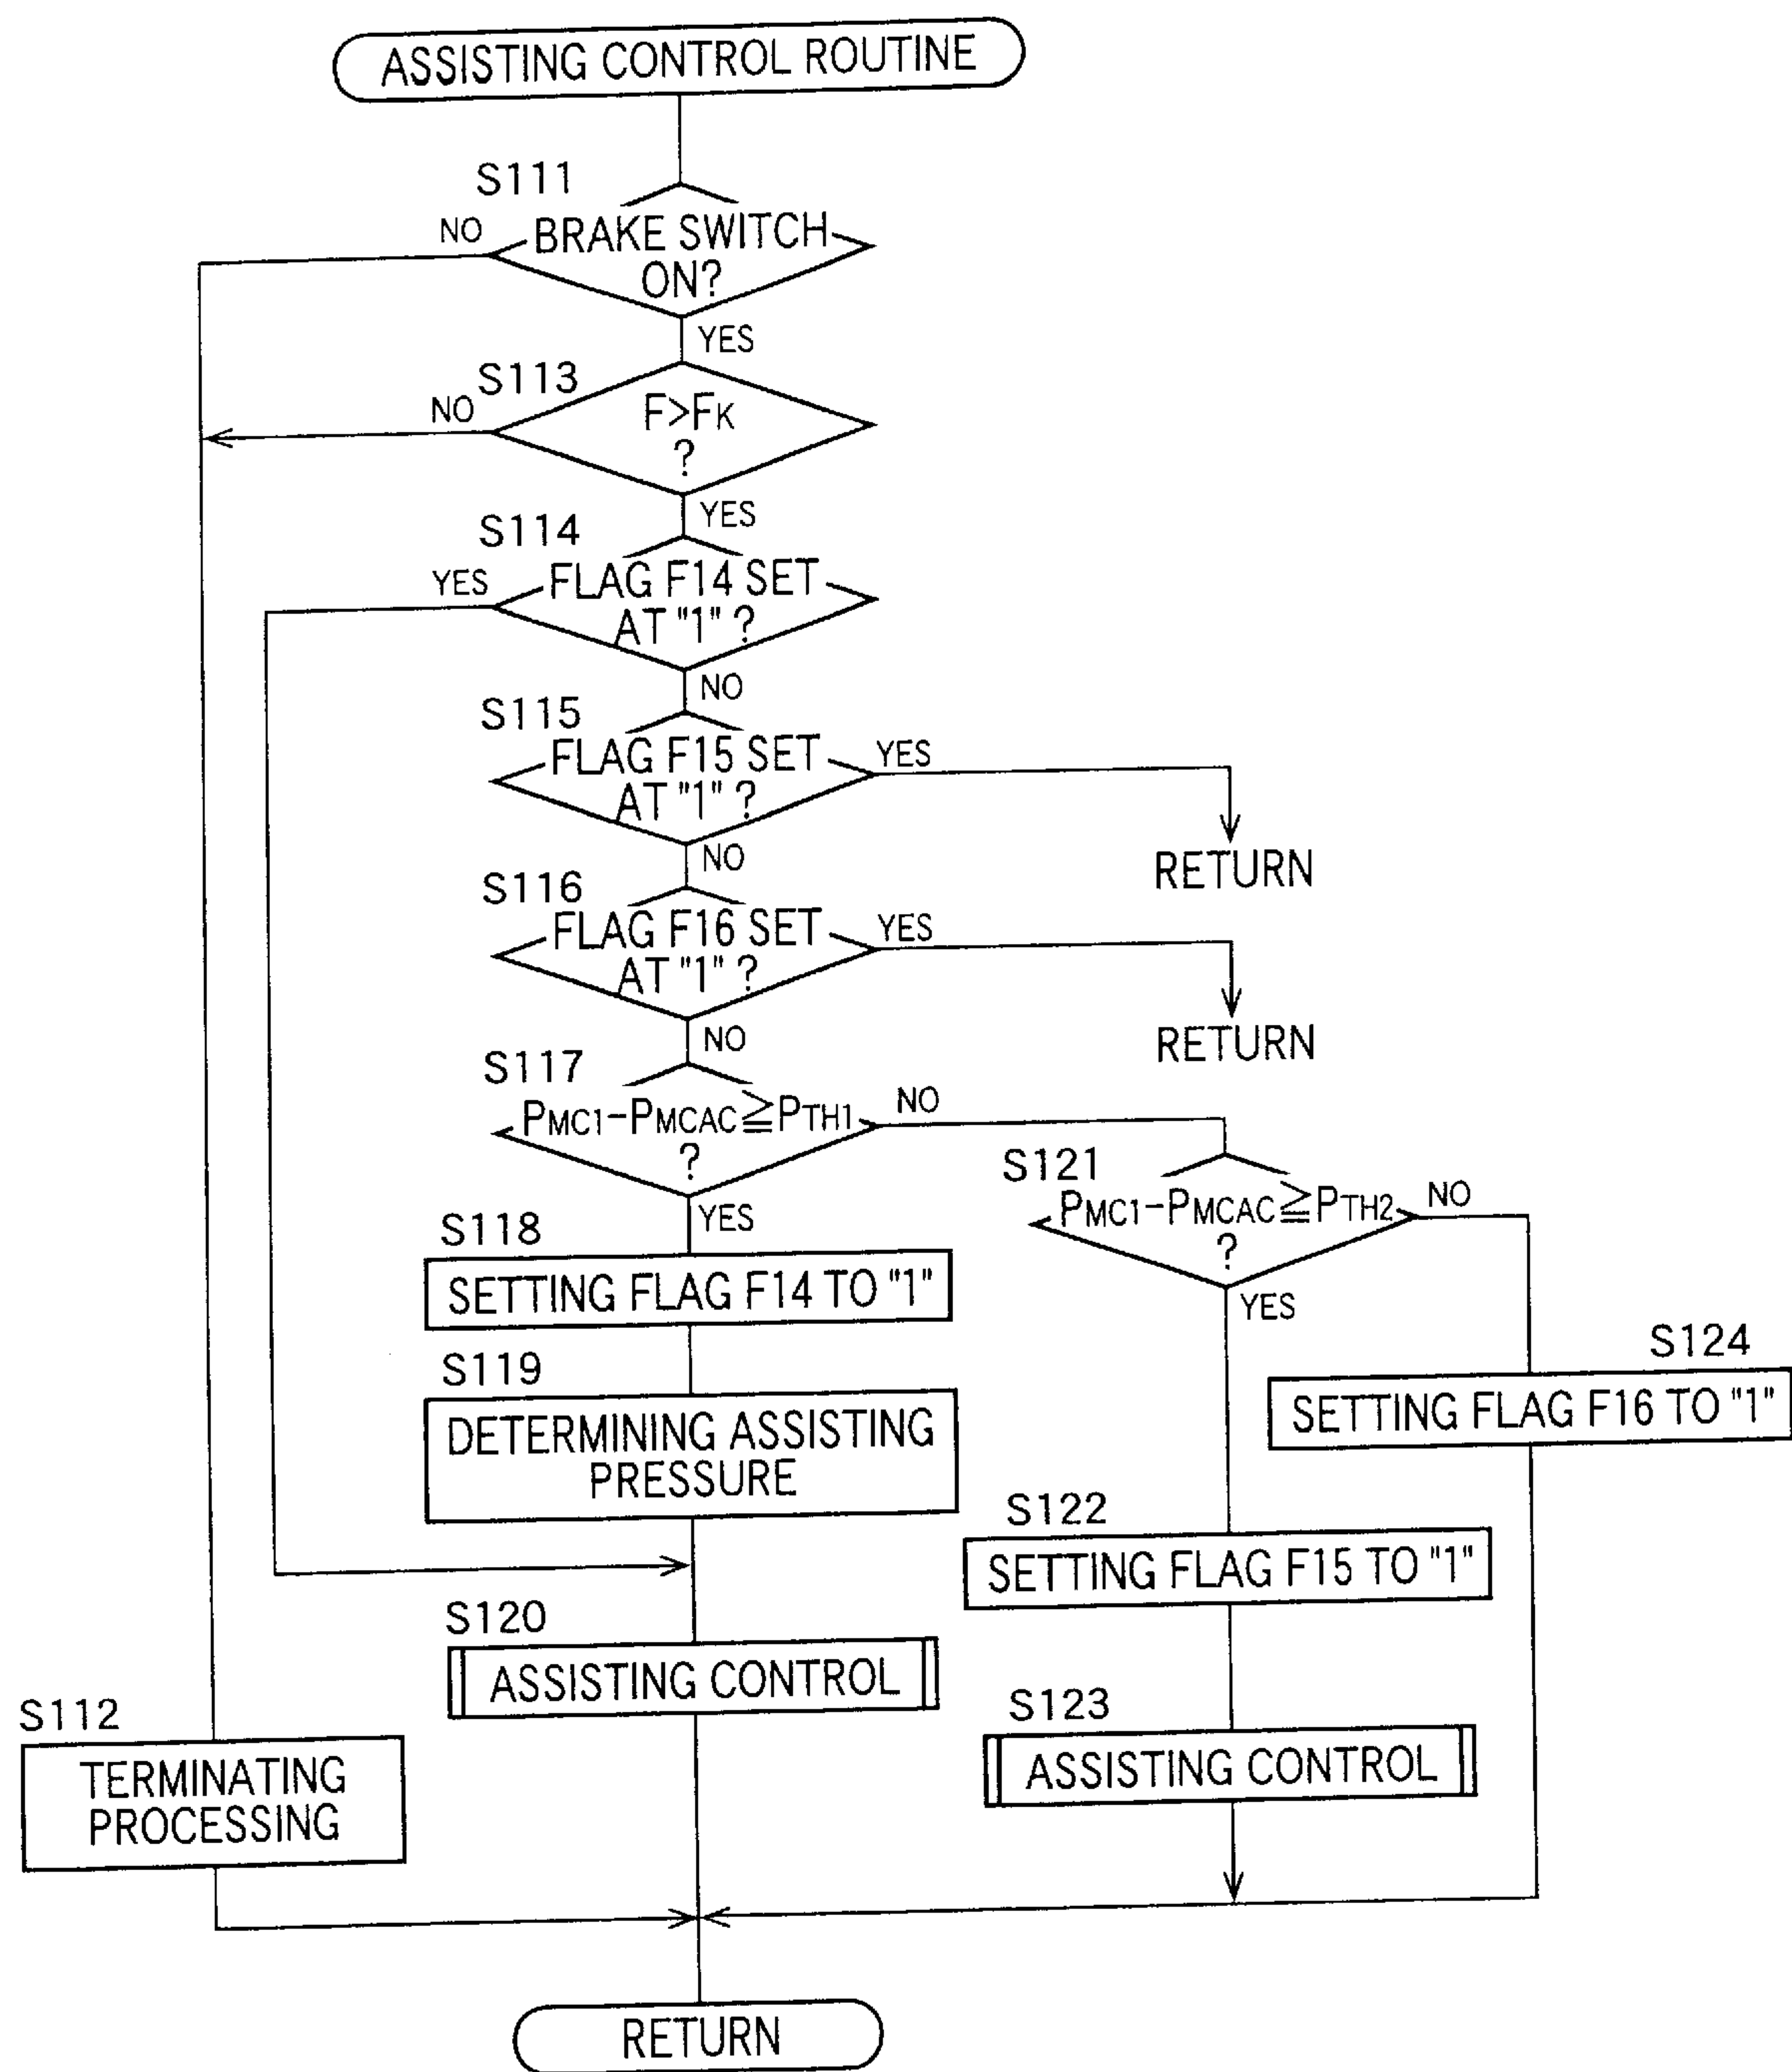 ASSISTING CONTROL ROUTINE
S111
NO
BRAKE SWITCH
ON?
YES
S113
NO
F>FK
?
YES
S114
YES
FLAG F14 SET
AT "1" ?
NO
S115
FLAG F15 SET
AT "1" ?
YES
RETURN
NO
S116
FLAG F16 SET
AT "1" ?
YES
RETURN
NO
S117
PMC1-PMCAC≧PTH1
?
NO
YES
S121
PMC1-PMCAC≧PTH2
?
NO
YES
S118
SETTING FLAG F14 TO "1"
S119
DETERMINING ASSISTING
PRESSURE
S124
SETTING FLAG F16 TO "1"
S122
SETTING FLAG F15 TO "1"
S120
ASSISTING CONTROL
S123
ASSISTING CONTROL
S112
TERMINATING
PROCESSING
RETURN